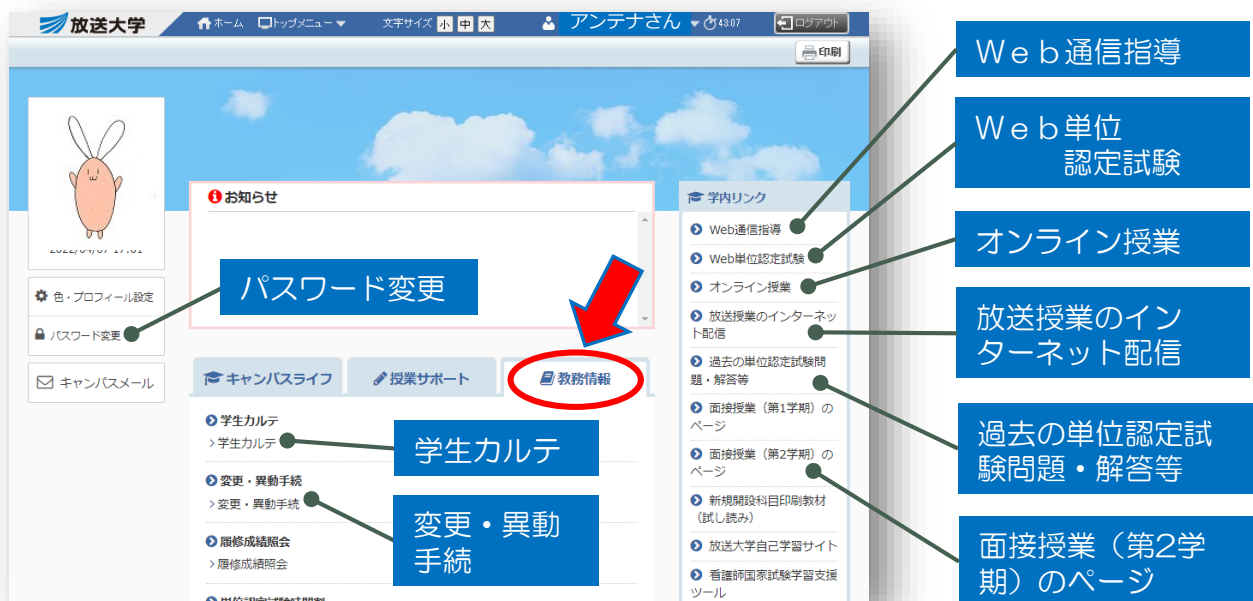 放送大学
ホーム トップメニュー 文字サイズ 小 中 大 アンテナさん 43:07 ログアウト
印刷
2022/04/07 17:01
色・プロフィール設定
パスワード変更
キャンパスメール
パスワード変更
お知らせ
キャンパスライフ 授業サポート 教務情報
学生カルテ
>学生カルテ
学生カルテ
変更・異動手続
>変更・異動手続
変更・異動
手続
履修成績照会
>履修成績照会
単位認定試験時間割
学内リンク
Web通信指導
Web単位認定試験
オンライン授業
放送授業のインターネッ
ト配信
過去の単位認定試験問
題・解答等
面接授業（第1学期）の
ページ
面接授業（第2学期）の
ページ
新規開設科目印刷教材
（試し読み）
放送大学自己学習サイト
看護師国家試験学習支援
ツール
Ｗｅｂ通信指導
Ｗｅｂ単位
認定試験
オンライン授業
放送授業のイン
ターネット配信
過去の単位認定試
験問題・解答等
面接授業（第2学
期）のページ